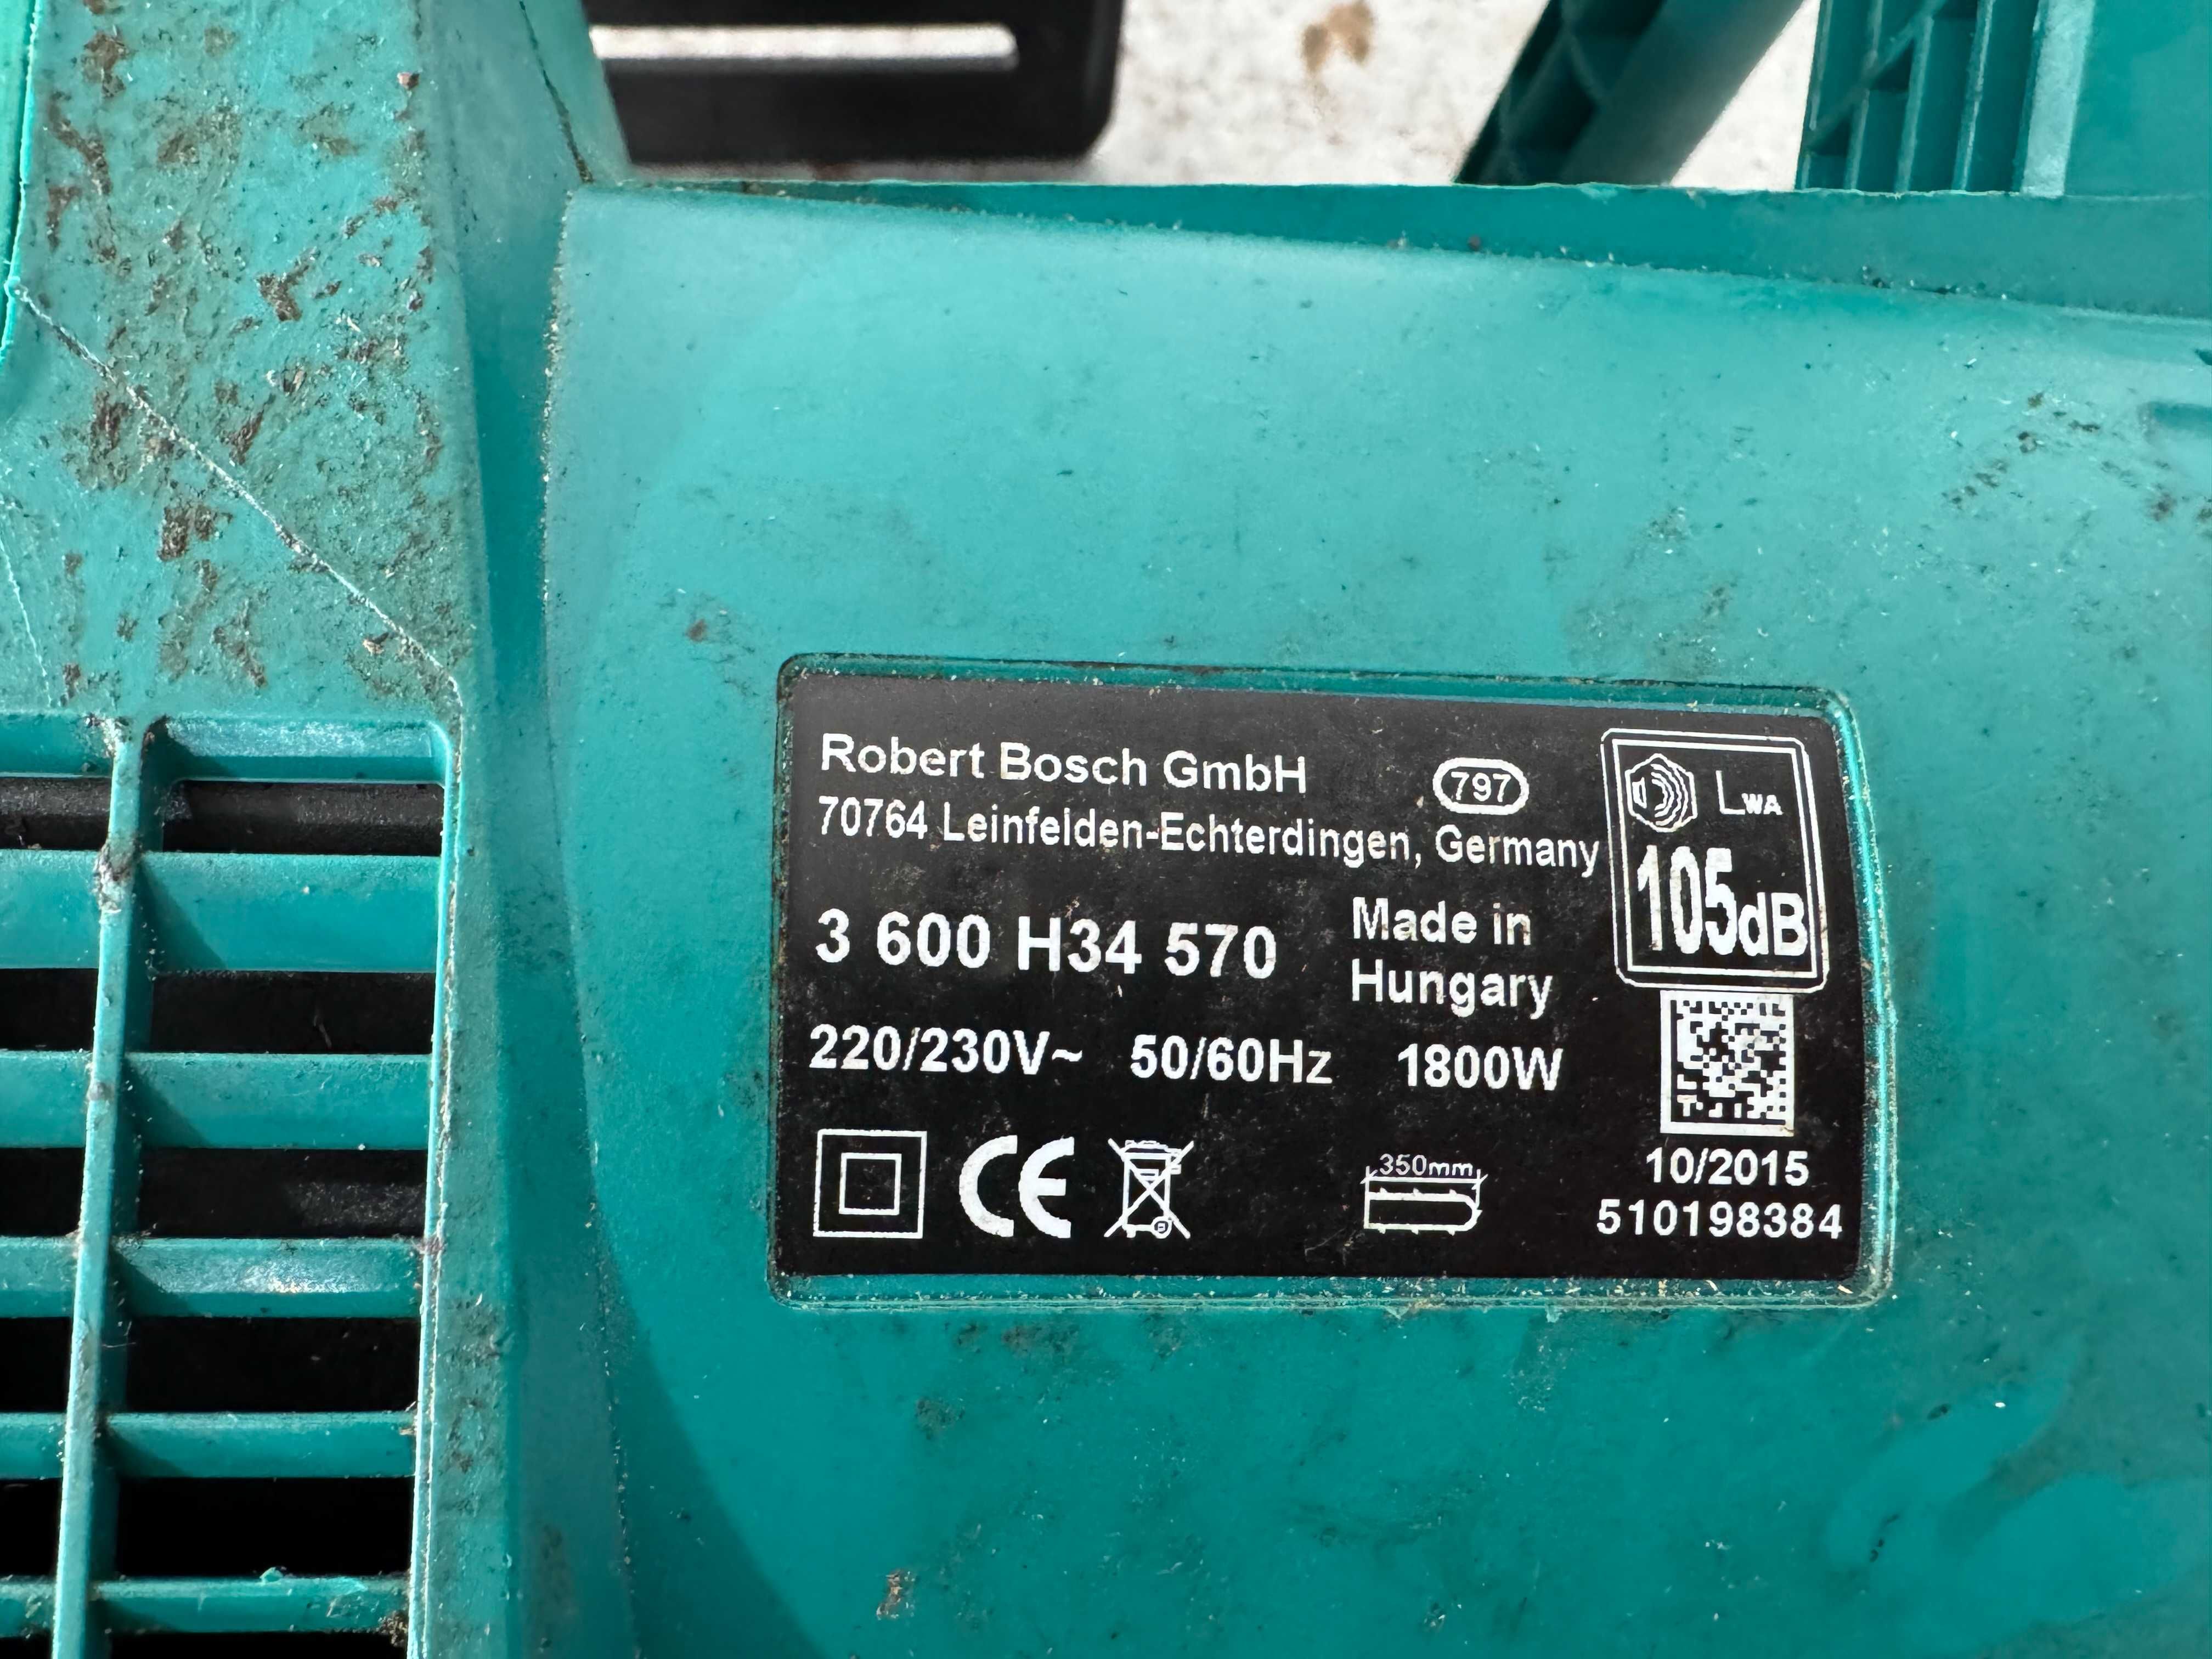 Robert Bosch GmbH
797
70764 Leinfelden-Echterdingen, Germany
LWA
105dB
3 600 H34 570
Made in
Hungary
220/230V~ 50/60Hz 1800W
CE
350mm
10/2015
510198384